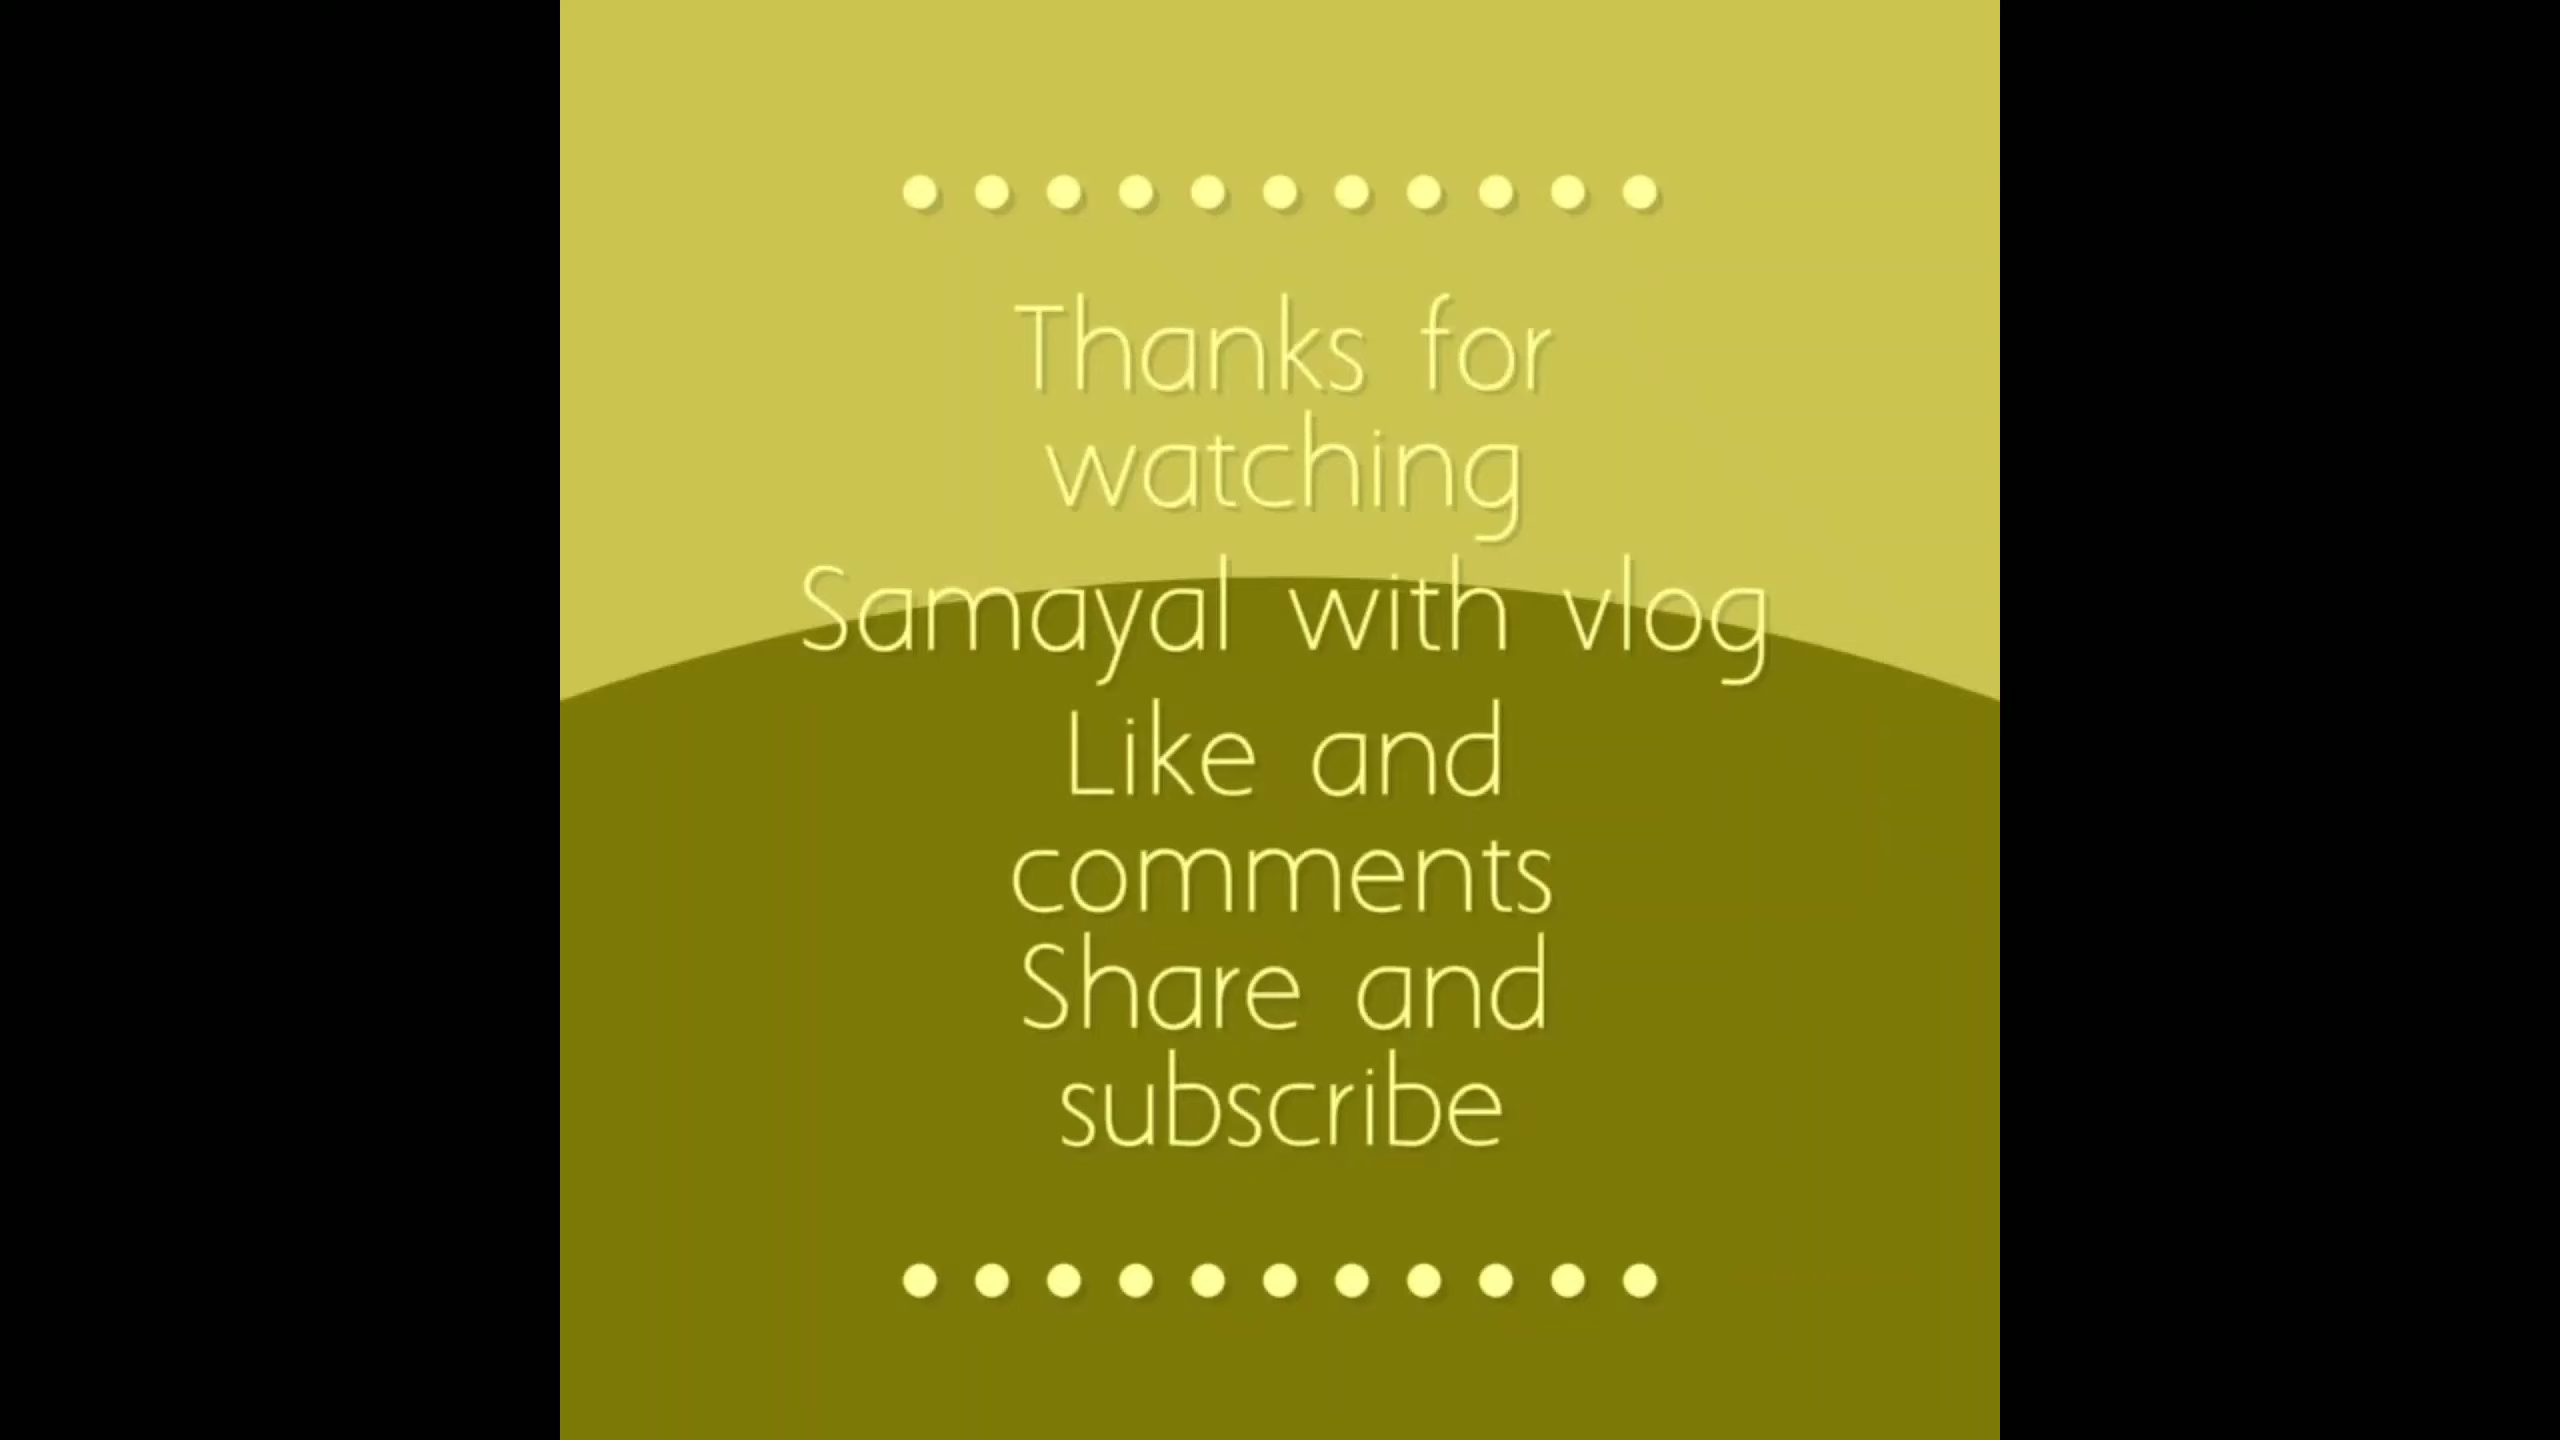 Thanks for
watching
Samayal with vlog
Like and
comments
Share and
subscribe